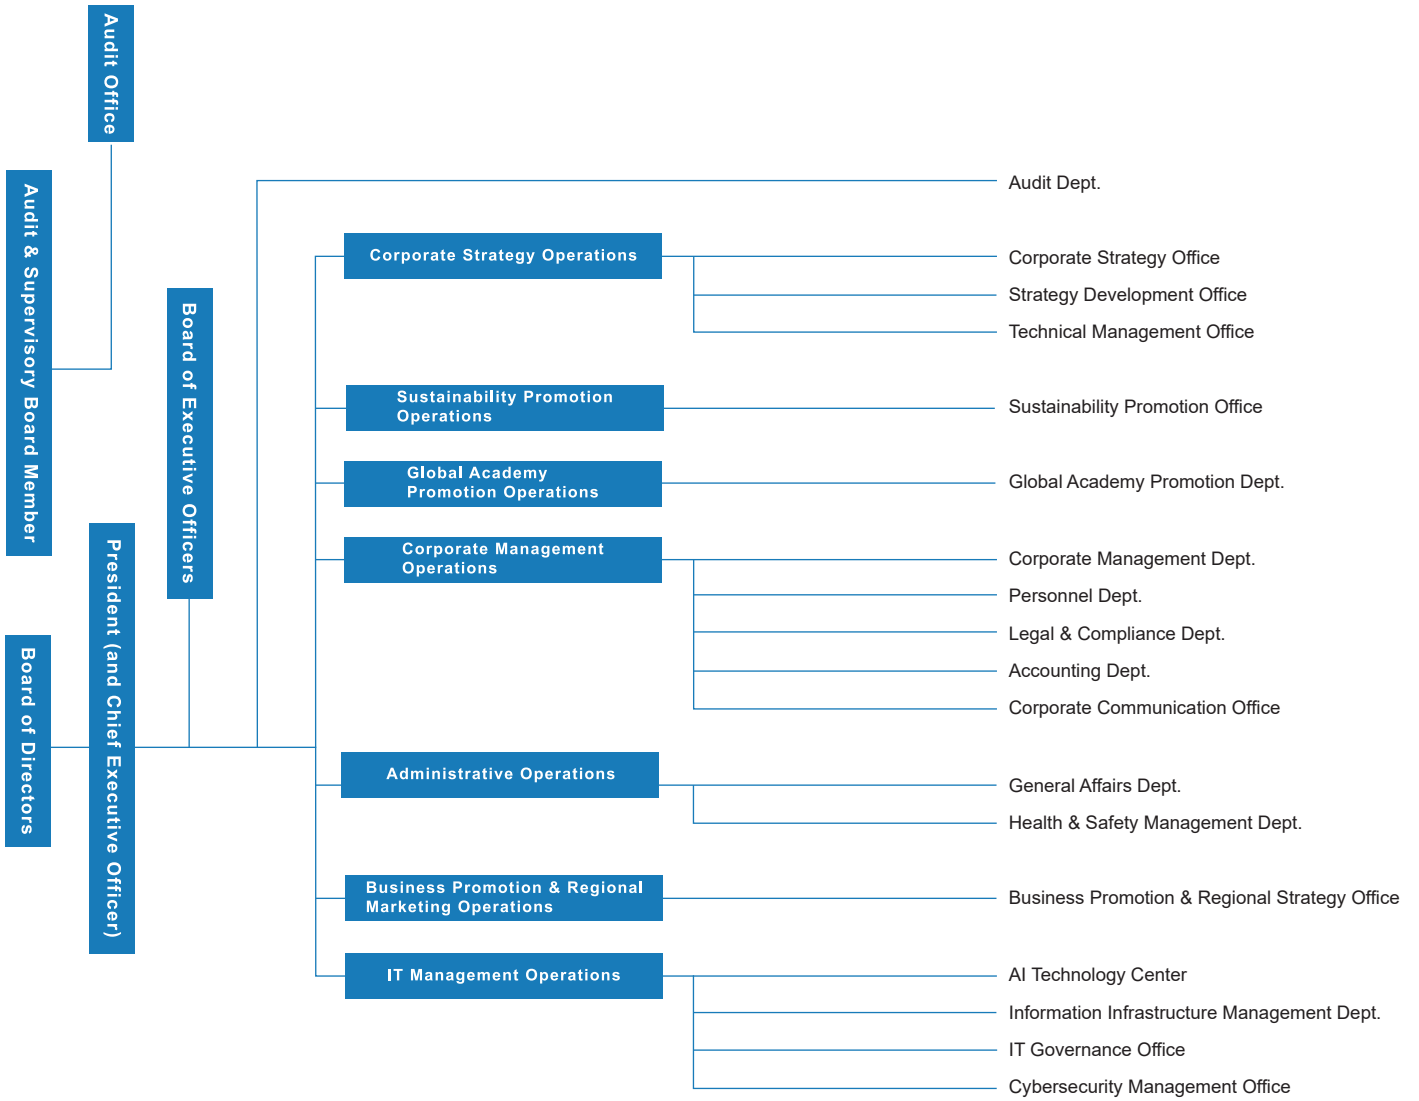 Audit Office
Audit & Supervisory Board Member
Board of Executive Officers
President (and Chief Executive Officer)
Board of Directors
Audit Dept.
Corporate Strategy Operations
Corporate Strategy Office
Strategy Development Office
Technical Management Office
Sustainability Promotion
Operations
Sustainability Promotion Office
Global Academy
Promotion Operations
Global Academy Promotion Dept.
Corporate Management
Operations
Corporate Management Dept.
Personnel Dept.
Legal & Compliance Dept.
Accounting Dept.
Corporate Communication Office
Administrative Operations
General Affairs Dept.
Health & Safety Management Dept.
Business Promotion & Regional
Marketing Operations
Business Promotion & Regional Strategy Office
IT Management Operations
AI Technology Center
Information Infrastructure Management Dept.
IT Governance Office
Cybersecurity Management Office